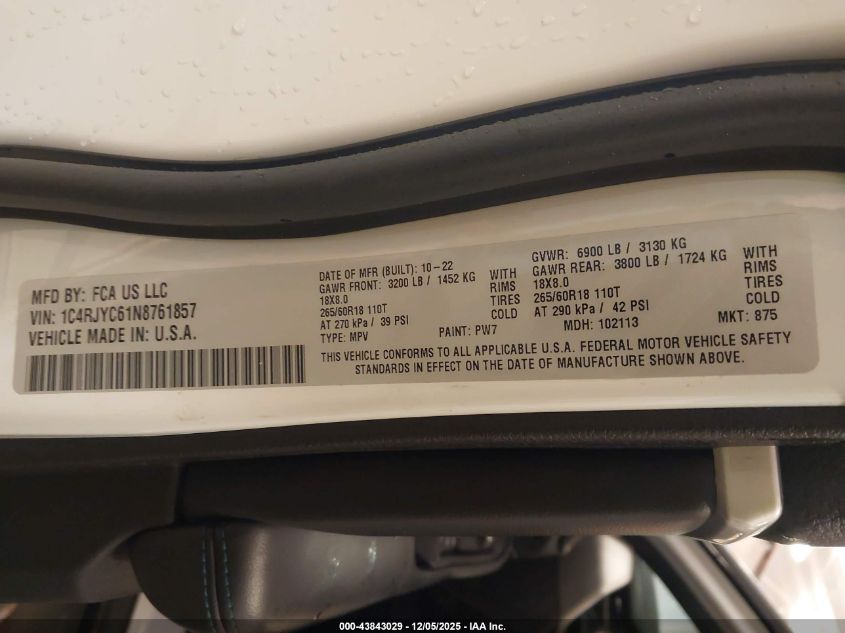 MFD BY: FCA US LLC
VIN: 1C4RJYC61N8761857
VEHICLE MADE IN: U.S.A.
DATE OF MFR (BUILT): 10-22
GAWR FRONT: 3200 LB / 1452 KG WITH
18X8.0 RIMS
265/60R18 110T TIRES
AT 270 kPa / 39 PSI COLD
TYPE: MPV PAINT: PW7
GVWR: 6900 LB / 3130 KG
GAWR REAR: 3800 LB / 1724 KG WITH
18X8.0 RIMS
265/60R18 110T TIRES
AT 290 kPa / 42 PSI COLD
MDH: 102113 MKT: 875
THIS VEHICLE CONFORMS TO ALL APPLICABLE U.S.A. FEDERAL MOTOR VEHICLE SAFETY
STANDARDS IN EFFECT ON THE DATE OF MANUFACTURE SHOWN ABOVE.
000-43843029 - 12/05/2025 - IAA Inc.